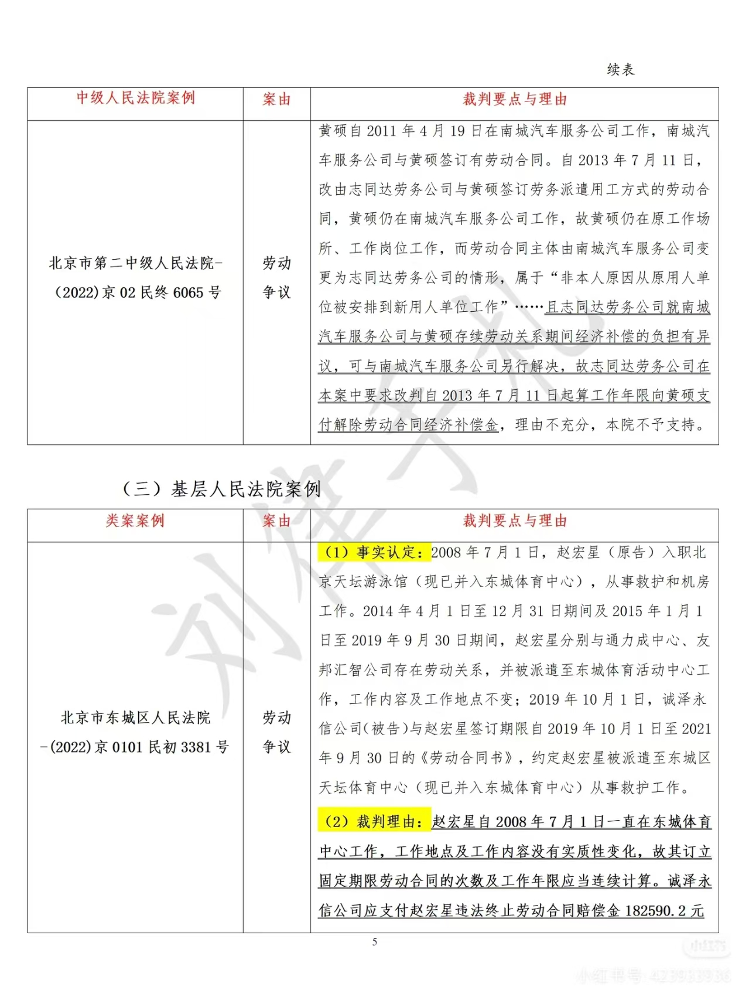 续表
中级人民法院案例
案由
裁判要点与理由
北京市第二中级人民法院-
（2022)京 02 民终 6065 号
劳动
争议
黄硕自 2011 年 4 月 19 日在南城汽车服务公司工作，南城汽
车服务公司与黄硕签订有劳动合同。自 2013 年 7 月 11 日，
改由志同达劳务公司与黄硕签订劳务派遣用工方式的劳动合
同，黄硕仍在南城汽车服务公司工作，故黄硕仍在原工作场
所、工作岗位工作，而劳动合同主体由南城汽车服务公司变
更为志同达劳务公司的情形，属于“非本人原因从原用人单
位被安排到新用人单位工作”……且志同达劳务公司就南城
汽车服务公司与黄硕存续劳动关系期间经济补偿的负担有异
议，可与南城汽车服务公司另行解决，故志同达劳务公司在
本案中要求改判自 2013 年 7 月 11 日起算工作年限向黄硕支
付解除劳动合同经济补偿金，理由不充分，本院不予支持。
（三）基层人民法院案例
类案案例
案由
裁判要点与理由
北京市东城区人民法院
-(2022)京 0101 民初 3381 号
劳动
争议
（1）事实认定：2008 年 7 月 1 日，赵宏星（原告）入职北
京天坛游泳馆（现已并入东城体育中心），从事救护和机房
工作。2014 年 4 月 1 日至 12 月 31 日期间及 2015 年 1 月 1
日至 2019 年 9 月 30 日期间，赵宏星分别与通力成中心、友
邦汇智公司存在劳动关系，并被派遣至东城体育活动中心工
作，工作内容及工作地点不变；2019 年 10 月 1 日，诚泽永
信公司(被告)与赵宏星签订期限自 2019 年 10 月 1 日至 2021
年 9 月 30 日的《劳动合同书》，约定赵宏星被派遣至东城区
天坛体育中心（现已并入东城体育中心）从事救护工作。
（2）裁判理由：赵宏星自 2008 年 7 月 1 日一直在东城体育
中心工作，工作地点及工作内容没有实质性变化，故其订立
固定期限劳动合同的次数及工作年限应当连续计算。诚泽永
信公司应支付赵宏星违法终止劳动合同赔偿金 182590.2 元
5
刘律手札
小红书
小红书号: 423933936